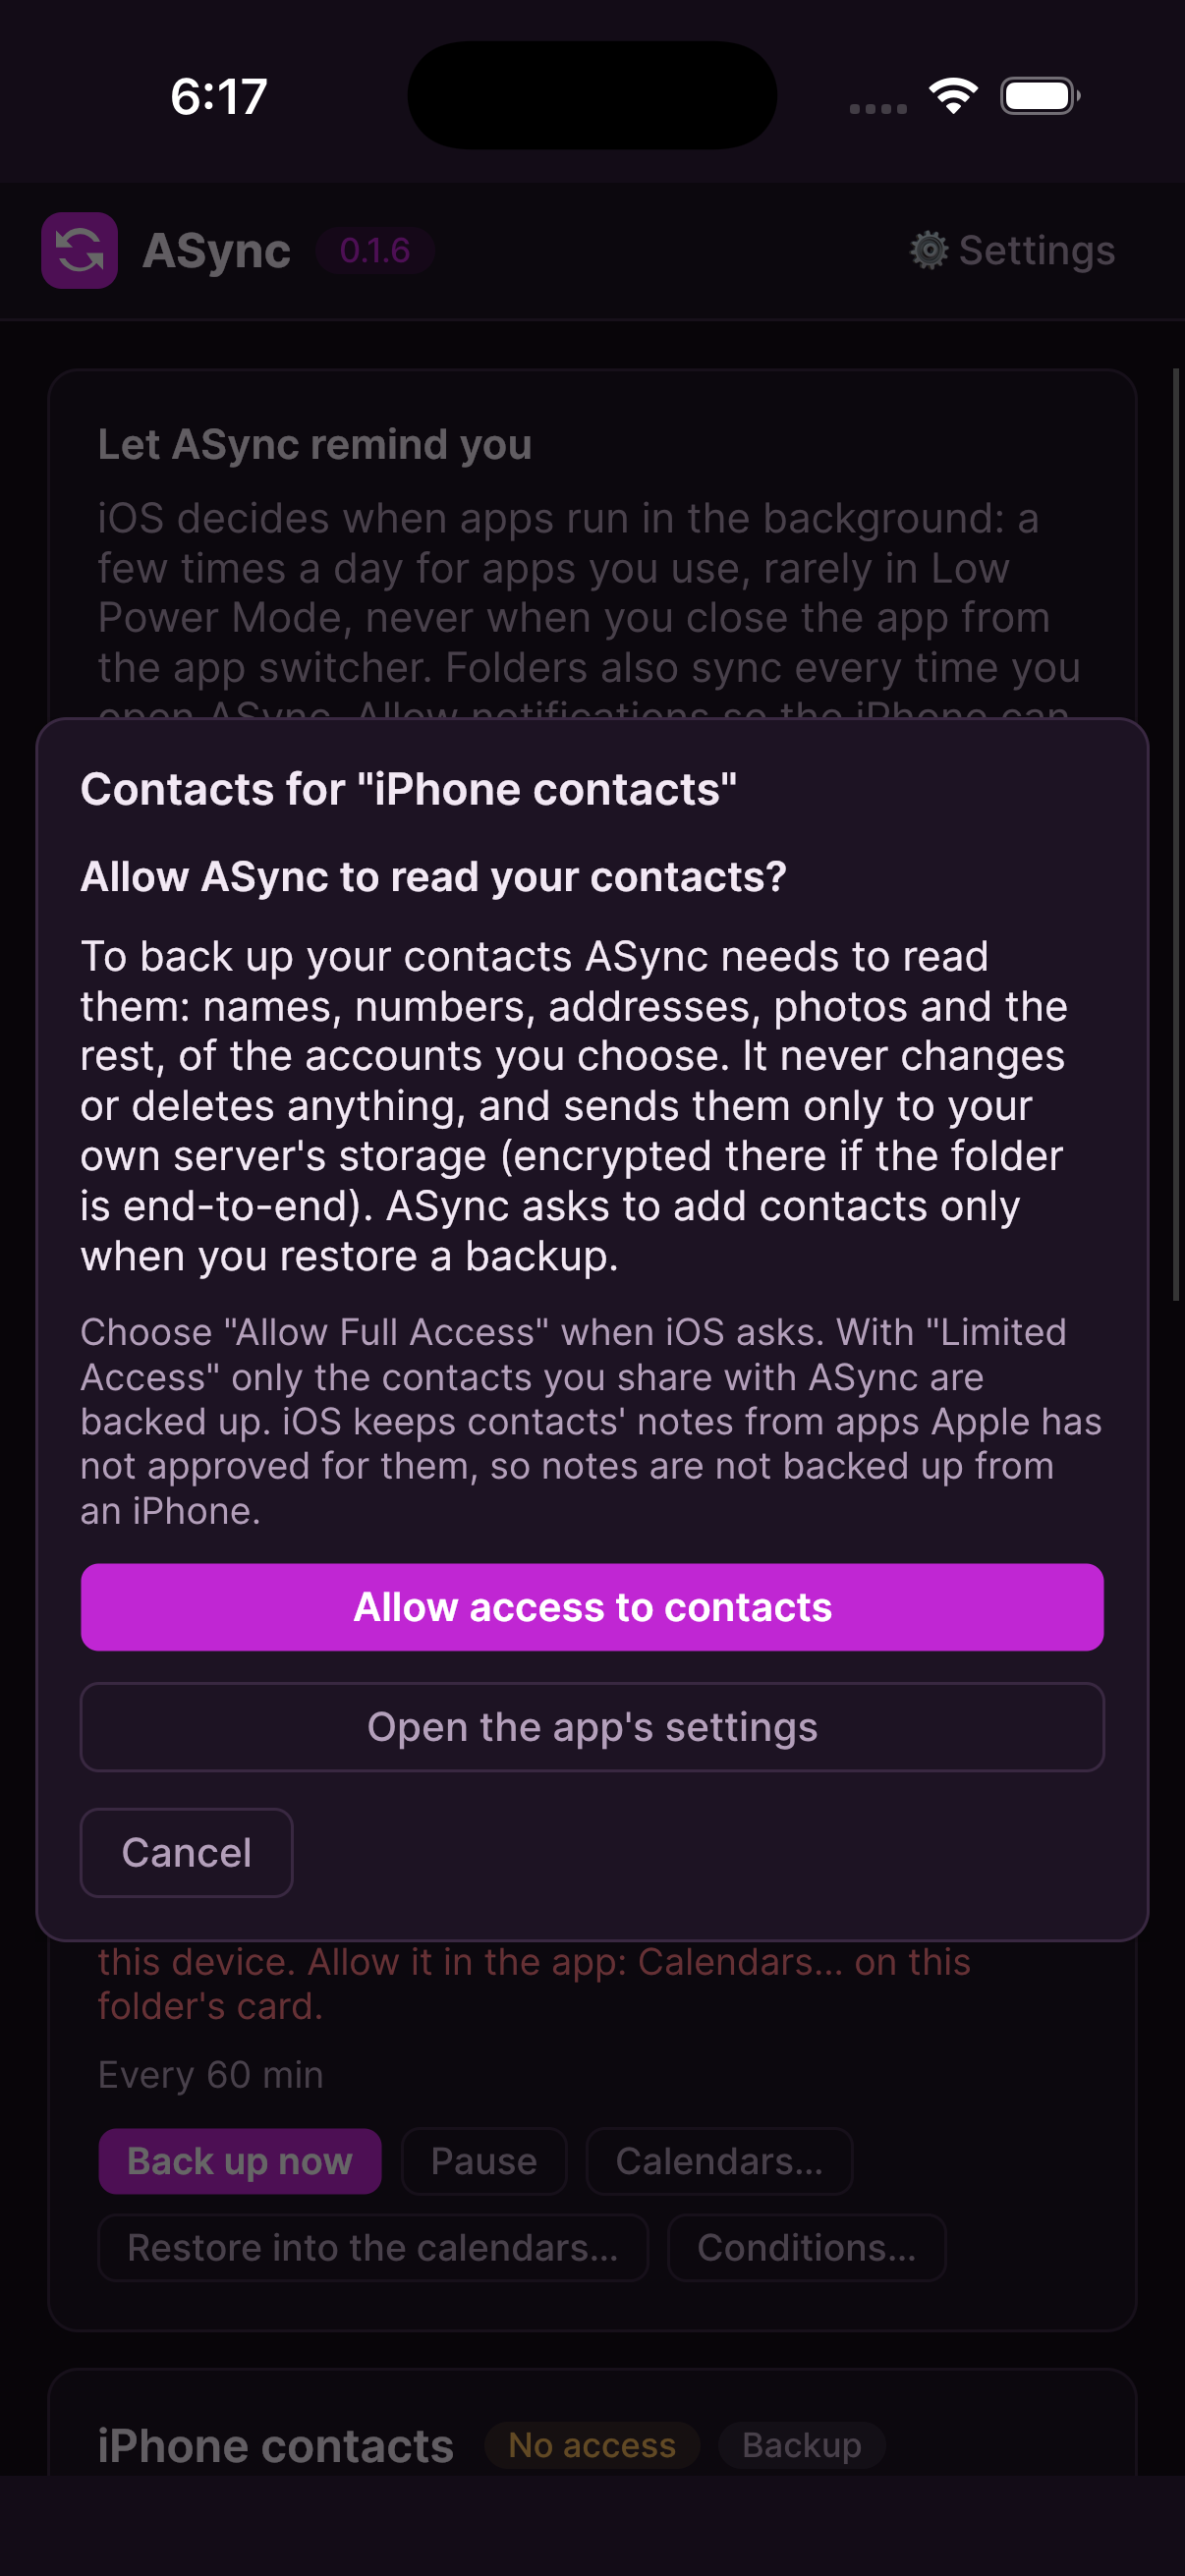 6:17
ASync 0.1.6 Settings
Let ASync remind you
iOS decides when apps run in the background: a
few times a day for apps you use, rarely in Low
Power Mode, never when you close the app from
the app switcher. Folders also sync every time you
open ASync. Allow notifications so the iPhone can
Contacts for "iPhone contacts"
Allow ASync to read your contacts?
To back up your contacts ASync needs to read
them: names, numbers, addresses, photos and the
rest, of the accounts you choose. It never changes
or deletes anything, and sends them only to your
own server's storage (encrypted there if the folder
is end-to-end). ASync asks to add contacts only
when you restore a backup.
Choose "Allow Full Access" when iOS asks. With "Limited
Access" only the contacts you share with ASync are
backed up. iOS keeps contacts' notes from apps Apple has
not approved for them, so notes are not backed up from
an iPhone.
Allow access to contacts
Open the app's settings
Cancel
this device. Allow it in the app: Calendars... on this
folder's card.
Every 60 min
Back up now Pause Calendars...
Restore into the calendars... Conditions...
iPhone contacts No access Backup